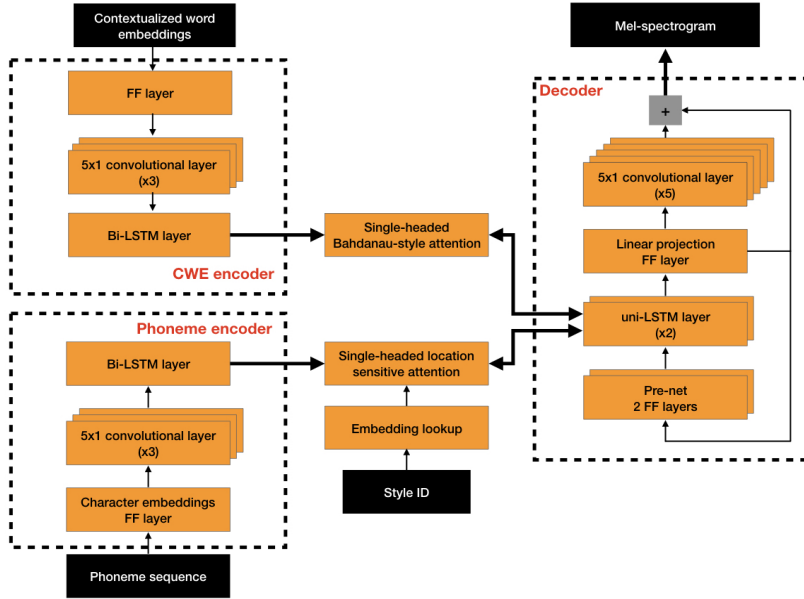 Contextualized word
embeddings
FF layer
5x1 convolutional layer
(x3)
Bi-LSTM layer
CWE encoder
Phoneme encoder
Bi-LSTM layer
5x1 convolutional layer
(x3)
Character embeddings
FF layer
Phoneme sequence
Single-headed
Bahdanau-style attention
Single-headed location
sensitive attention
Embedding lookup
Style ID
Mel-spectrogram
Decoder
+
5x1 convolutional layer
(x5)
Linear projection
FF layer
uni-LSTM layer
(x2)
Pre-net
2 FF layers